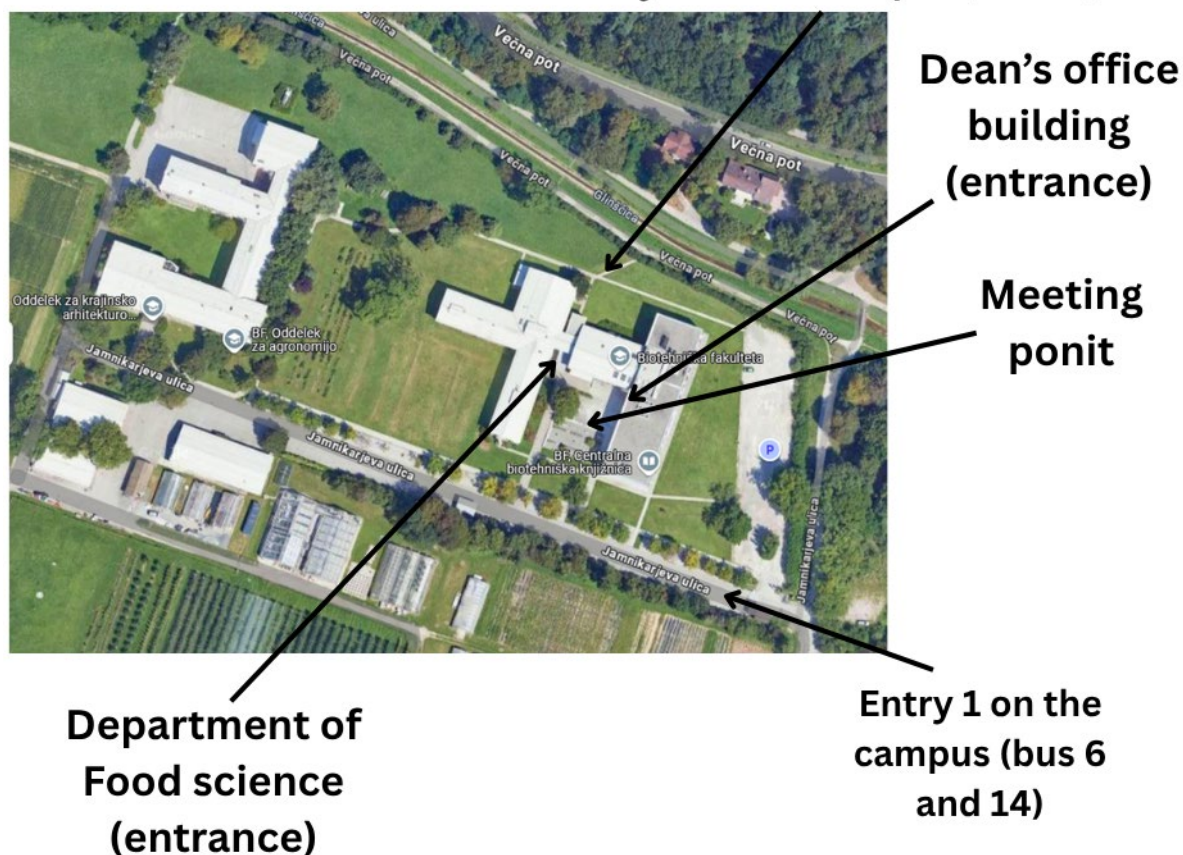 Dean's office
building
(entrance)
Meeting
ponit
Večna pot
Večna pot
Večna pot
Večna pot
Glinščica
Večna pot
Večna pot
Oddelek za krajinsko
arhitekturo...
BF, Oddelek
za agronomijo
Biotehniška fakulteta
BF, Centralna
biotehniška knjižnica
P
Jamnikarjeva ulica
Jamnikarjeva ulica
Jamnikarjeva ulica
Jamnikarjeva ulica
Department of
Food science
(entrance)
Entry 1 on the
campus (bus 6
and 14)